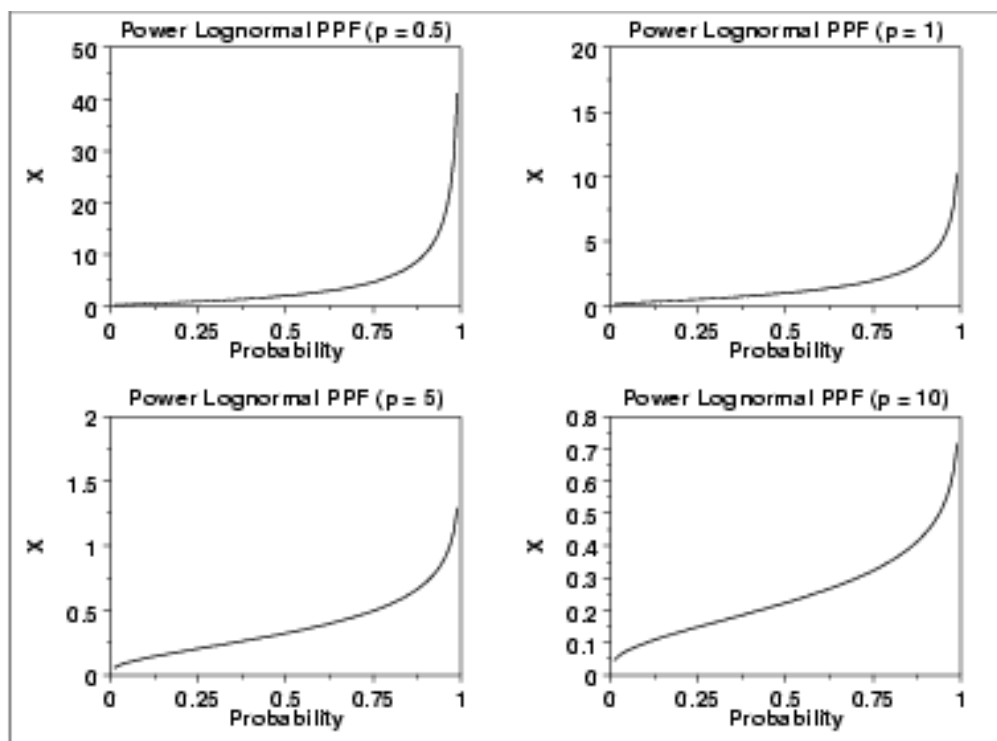 Power Lognormal PPF (p = 0.5)
50
40
30
20
10
0
X
0 0.25 0.5 0.75 1
Probability
Power Lognormal PPF (p = 1)
20
15
10
5
0
X
0 0.25 0.5 0.75 1
Probability
Power Lognormal PPF (p = 5)
2
1.5
1
0.5
0
X
0 0.25 0.5 0.75 1
Probability
Power Lognormal PPF (p = 10)
0.8
0.7
0.6
0.5
0.4
0.3
0.2
0.1
0
X
0 0.25 0.5 0.75 1
Probability